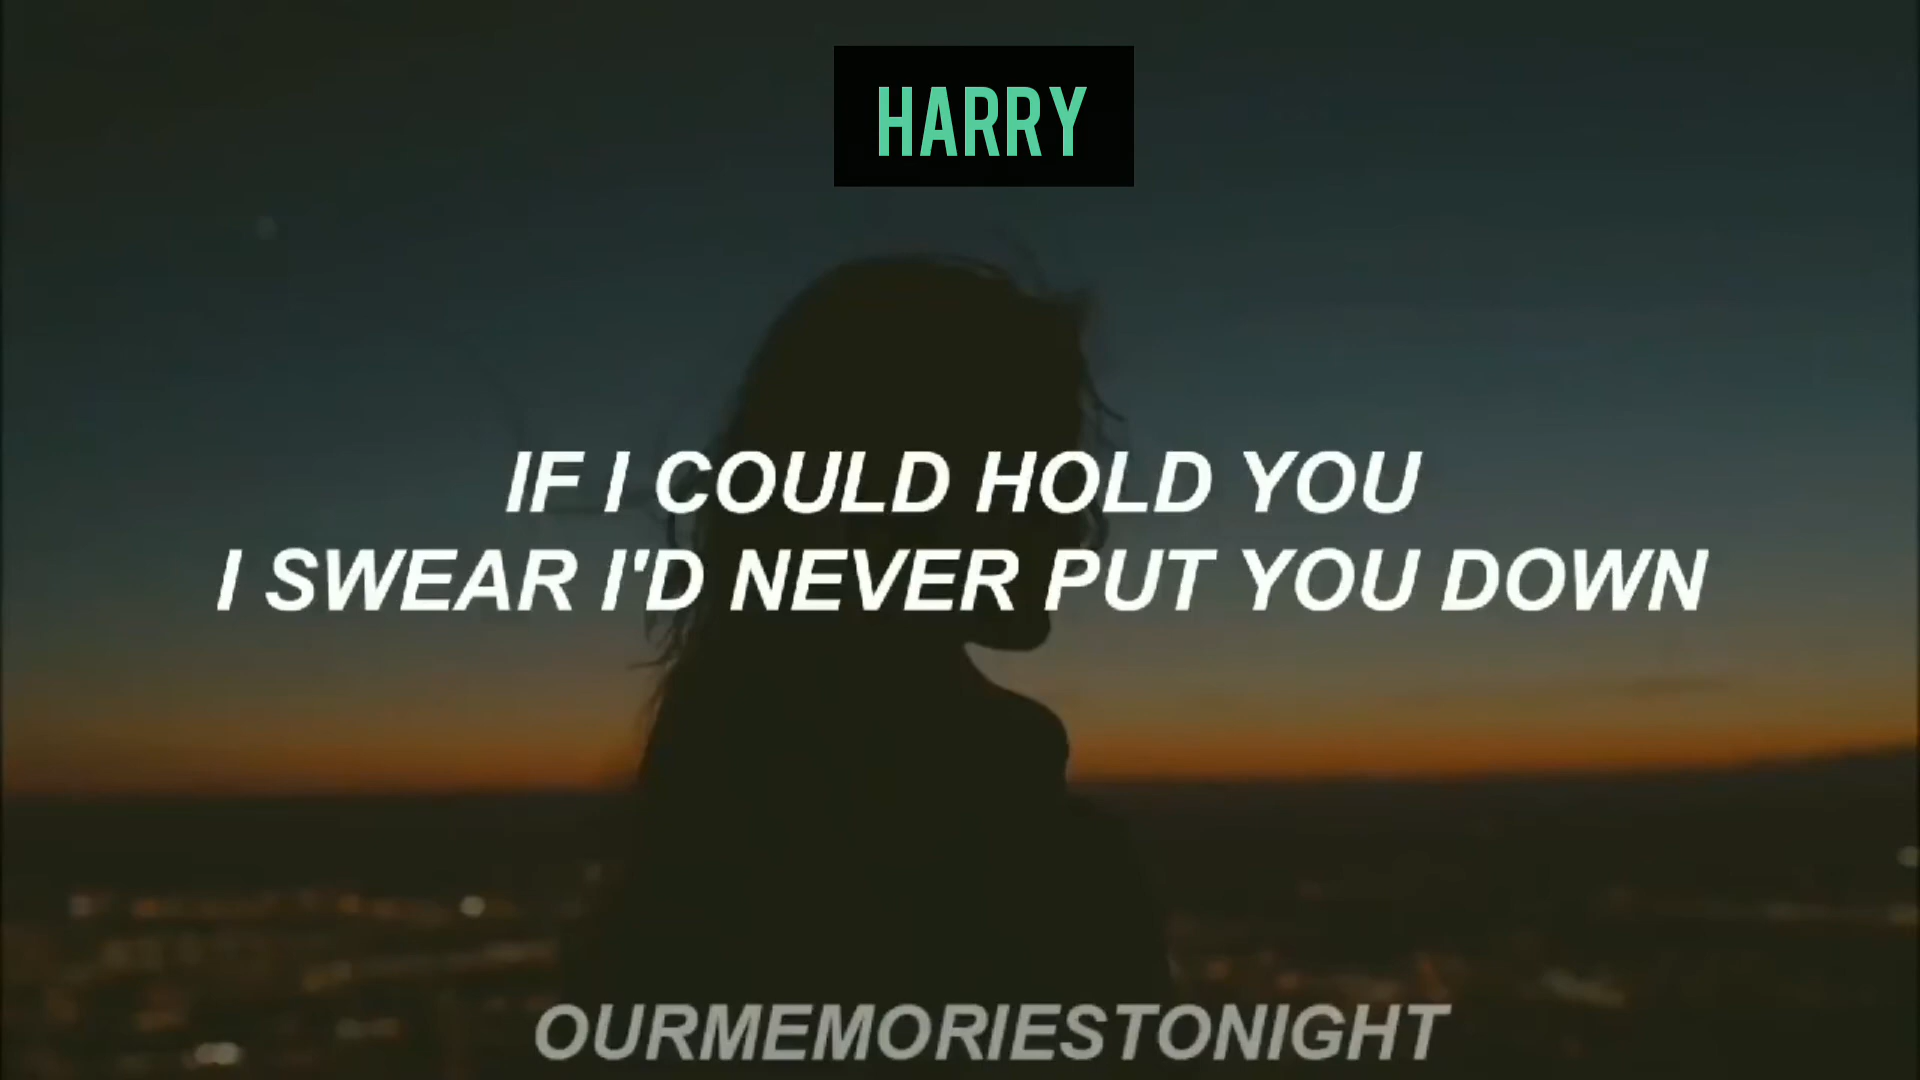 HARRY
IF I COULD HOLD YOU
I SWEAR I'D NEVER PUT YOU DOWN
OURMEMORIESTONIGHT